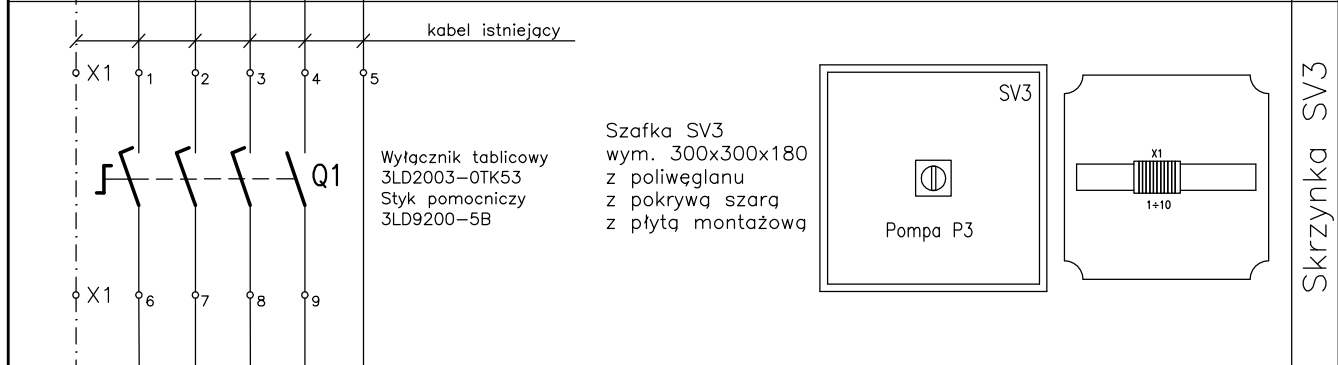 kabel istniejący
X1 1 2 3 4 5
Wyłącznik tablicowy
3LD2003-0TK53
Styk pomocniczy
3LD9200-5B
Q1
X1 6 7 8 9
Szafka SV3
wym. 300x300x180
z poliwęglanu
z pokrywą szarą
z płytą montażową
SV3
Pompa P3
X1
1÷10
Skrzynka SV3